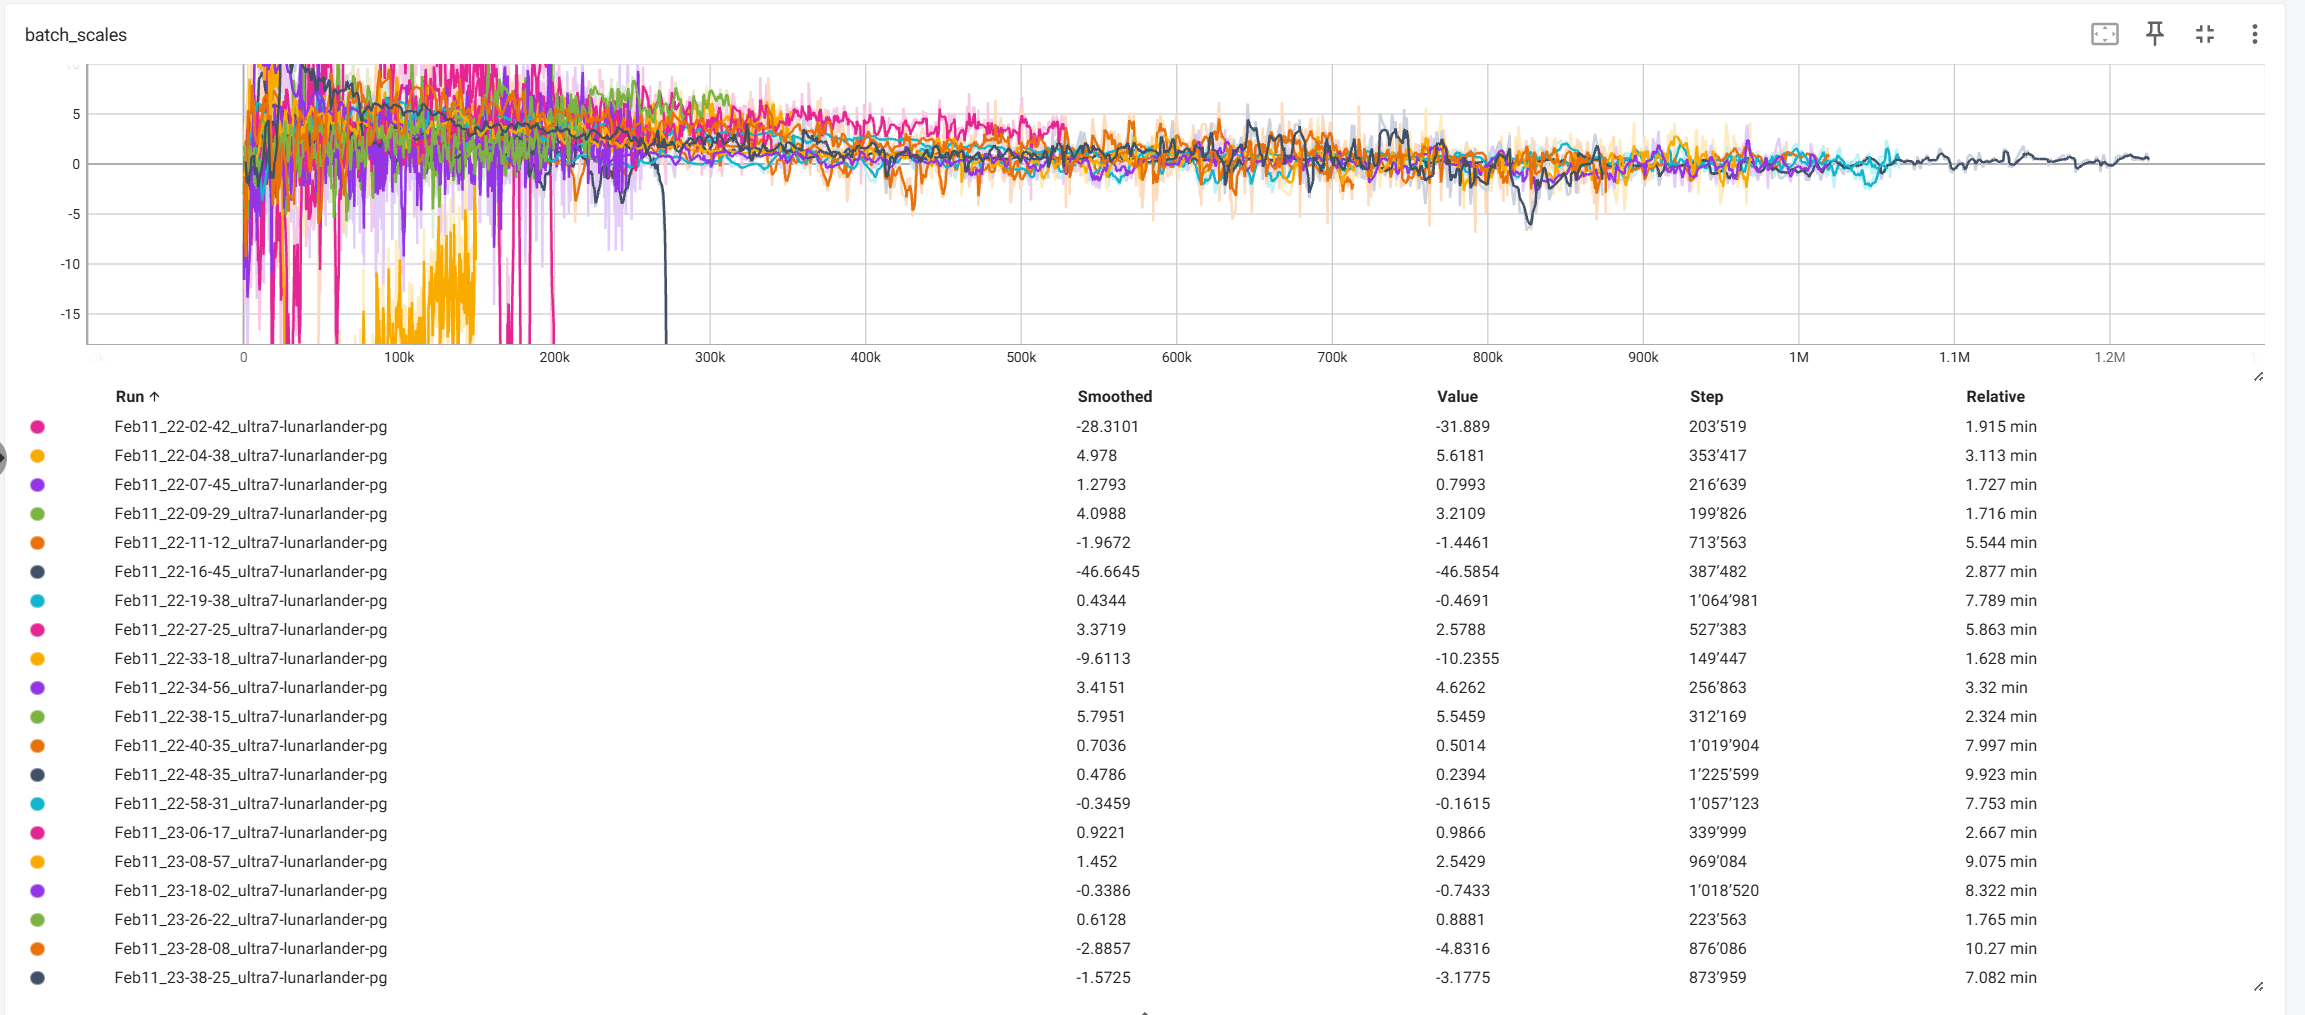 batch_scales
5
0
-5
-10
-15
0 100k 200k 300k 400k 500k 600k 700k 800k 900k 1M 1.1M 1.2M
Run ↑ Smoothed Value Step Relative
Feb11_22-02-42_ultra7-lunarlander-pg -28.3101 -31.889 203’519 1.915 min
Feb11_22-04-38_ultra7-lunarlander-pg 4.978 5.6181 353’417 3.113 min
Feb11_22-07-45_ultra7-lunarlander-pg 1.2793 0.7993 216’639 1.727 min
Feb11_22-09-29_ultra7-lunarlander-pg 4.0988 3.2109 199’826 1.716 min
Feb11_22-11-12_ultra7-lunarlander-pg -1.9672 -1.4461 713’563 5.544 min
Feb11_22-16-45_ultra7-lunarlander-pg -46.6645 -46.5854 387’482 2.877 min
Feb11_22-19-38_ultra7-lunarlander-pg 0.4344 -0.4691 1’064’981 7.789 min
Feb11_22-27-25_ultra7-lunarlander-pg 3.3719 2.5788 527’383 5.863 min
Feb11_22-33-18_ultra7-lunarlander-pg -9.6113 -10.2355 149’447 1.628 min
Feb11_22-34-56_ultra7-lunarlander-pg 3.4151 4.6262 256’863 3.32 min
Feb11_22-38-15_ultra7-lunarlander-pg 5.7951 5.5459 312’169 2.324 min
Feb11_22-40-35_ultra7-lunarlander-pg 0.7036 0.5014 1’019’904 7.997 min
Feb11_22-48-35_ultra7-lunarlander-pg 0.4786 0.2394 1’225’599 9.923 min
Feb11_22-58-31_ultra7-lunarlander-pg -0.3459 -0.1615 1’057’123 7.753 min
Feb11_23-06-17_ultra7-lunarlander-pg 0.9221 0.9866 339’999 2.667 min
Feb11_23-08-57_ultra7-lunarlander-pg 1.452 2.5429 969’084 9.075 min
Feb11_23-18-02_ultra7-lunarlander-pg -0.3386 -0.7433 1’018’520 8.322 min
Feb11_23-26-22_ultra7-lunarlander-pg 0.6128 0.8881 223’563 1.765 min
Feb11_23-28-08_ultra7-lunarlander-pg -2.8857 -4.8316 876’086 10.27 min
Feb11_23-38-25_ultra7-lunarlander-pg -1.5725 -3.1775 873’959 7.082 min